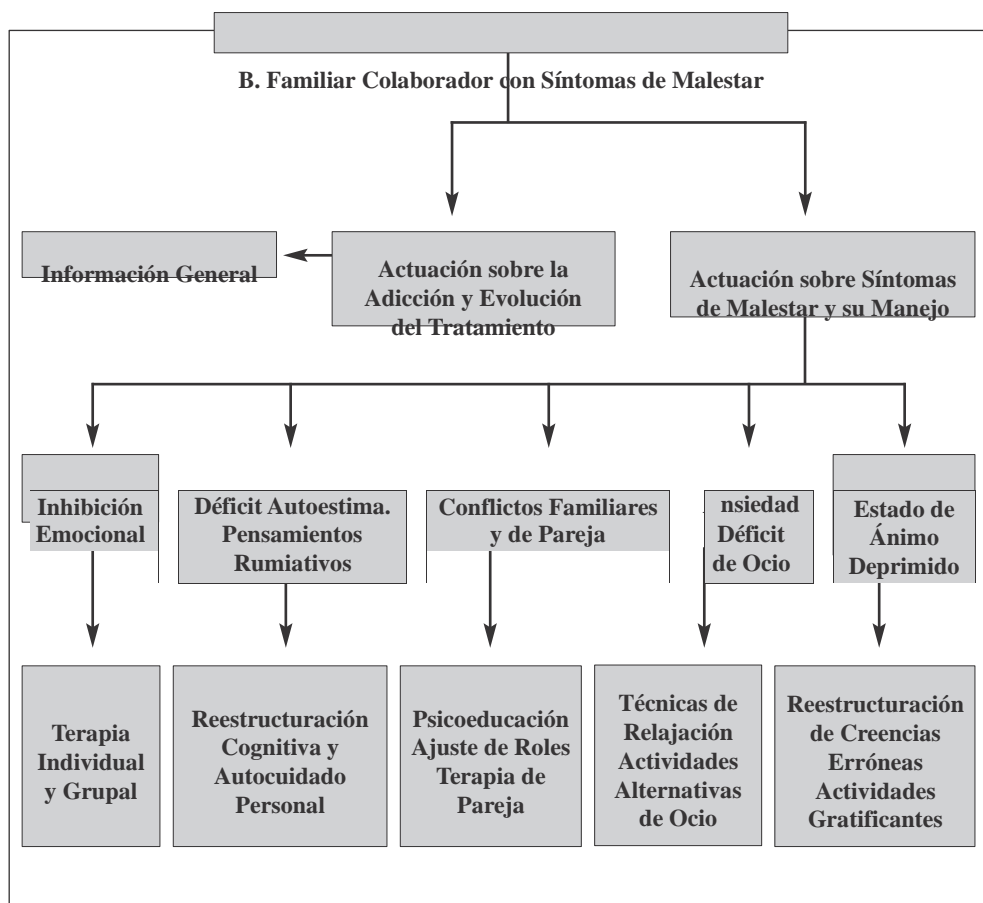 B. Familiar Colaborador con Síntomas de Malestar
Información General
Actuación sobre la
Adicción y Evolución
del Tratamiento
Actuación sobre Síntomas
de Malestar y su Manejo
Inhibición
Emocional
Déficit Autoestima.
Pensamientos
Rumiativos
Conflictos Familiares
y de Pareja
nsiedad
Déficit
de Ocio
Estado de
Ánimo
Deprimido
Terapia
Individual
y Grupal
Reestructuración
Cognitiva y
Autocuidado
Personal
Psicoeducación
Ajuste de Roles
Terapia de
Pareja
Técnicas de
Relajación
Actividades
Alternativas
de Ocio
Reestructuración
de Creencias
Erróneas
Actividades
Gratificantes